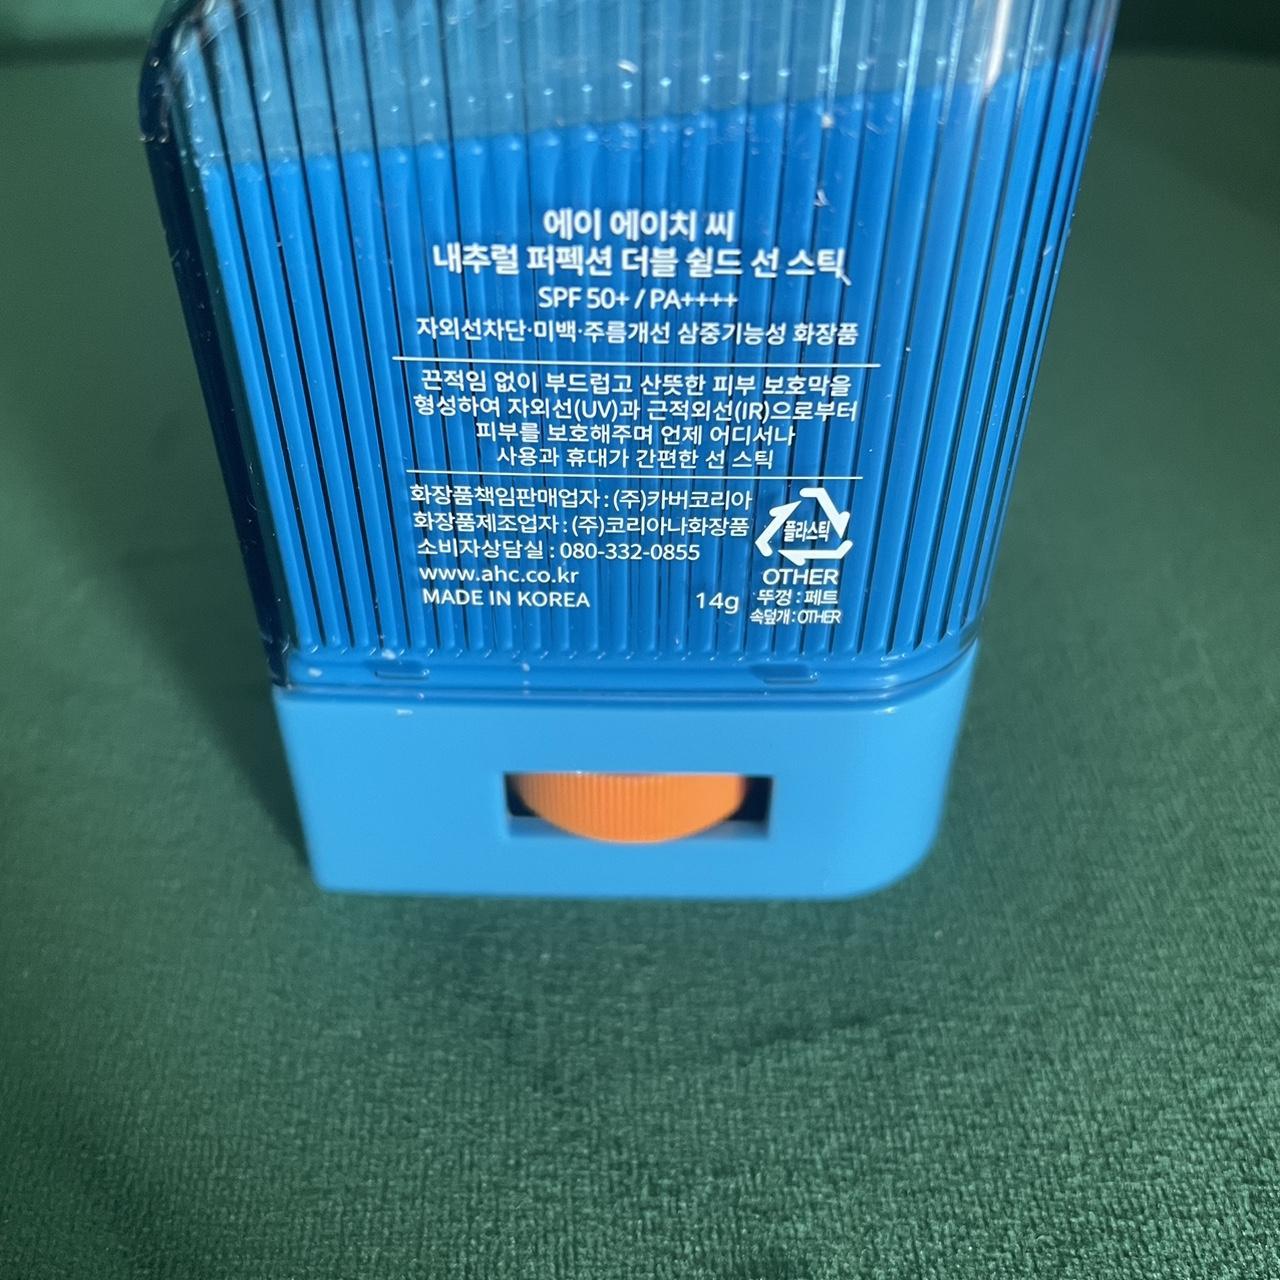 에이 에이치 씨
내추럴 퍼펙션 더블 쉴드 선 스틱
SPF 50+ / PA++++
자외선차단·미백·주름개선 삼중기능성 화장품
끈적임 없이 부드럽고 산뜻한 피부 보호막을
형성하여 자외선(UV)과 근적외선(IR)으로부터
피부를 보호해주며 언제 어디서나
사용과 휴대가 간편한 선 스틱
화장품책임판매업자 : (주)카버코리아
화장품제조업자 : (주)코리아나화장품
소비자상담실 : 080-332-0855
www.ahc.co.kr
MADE IN KOREA
14g
플라스틱
OTHER
뚜껑 : 페트
속덮개 : OTHER